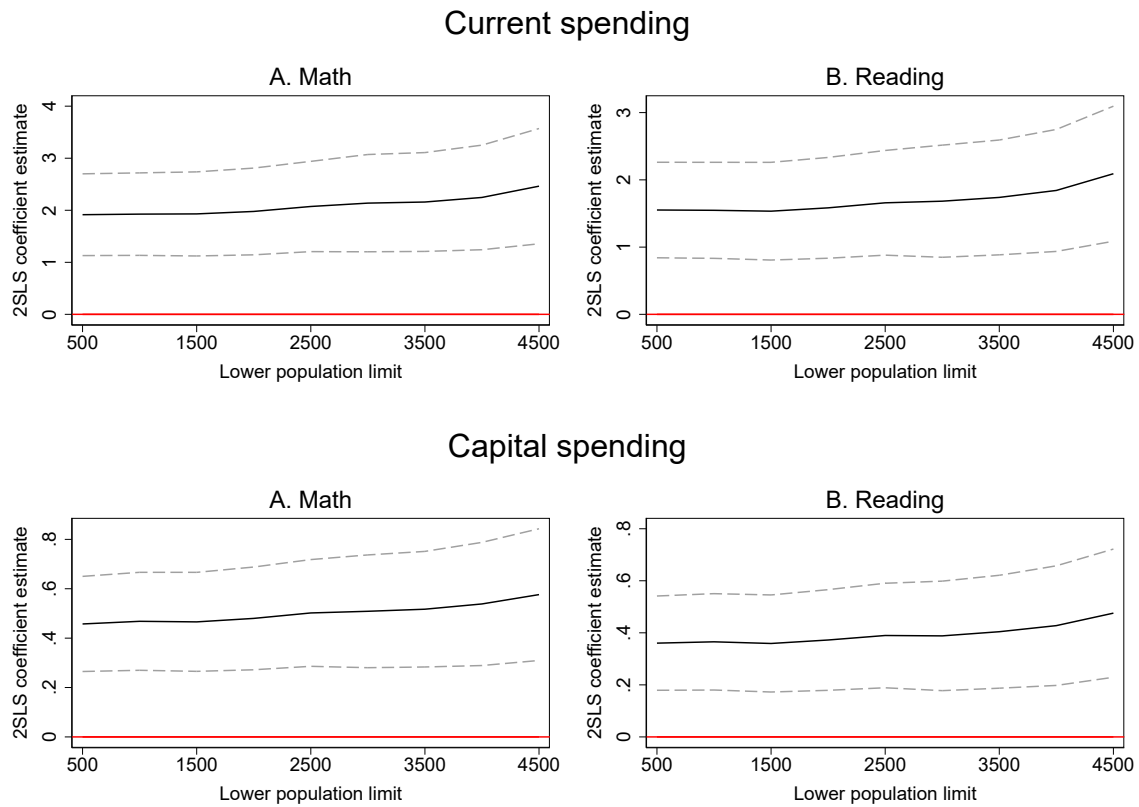 Current spending
A. Math
2SLS coefficient estimate
4
3
2
1
0
500 1500 2500 3500 4500
Lower population limit
B. Reading
2SLS coefficient estimate
3
2
1
0
500 1500 2500 3500 4500
Lower population limit
Capital spending
A. Math
2SLS coefficient estimate
.8
.6
.4
.2
0
500 1500 2500 3500 4500
Lower population limit
B. Reading
2SLS coefficient estimate
.8
.6
.4
.2
0
500 1500 2500 3500 4500
Lower population limit